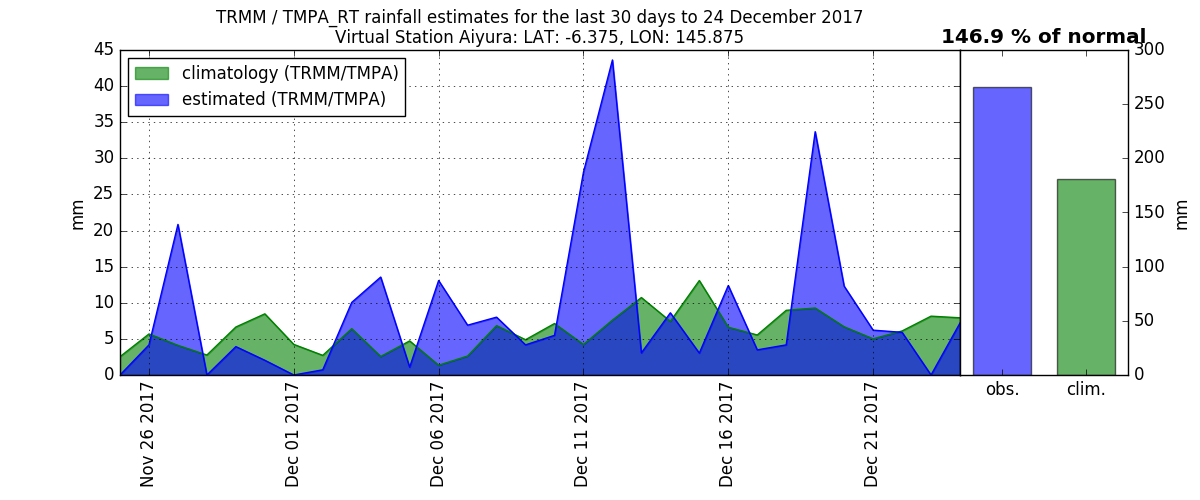 TRMM / TMPA_RT rainfall estimates for the last 30 days to 24 December 2017
Virtual Station Aiyura: LAT: -6.375, LON: 145.875
146.9 % of normal
climatology (TRMM/TMPA)
estimated (TRMM/TMPA)
45
40
35
30
25
20
15
10
5
0
mm
Nov 26 2017
Dec 01 2017
Dec 06 2017
Dec 11 2017
Dec 16 2017
Dec 21 2017
obs.
clim.
300
250
200
150
100
50
0
mm